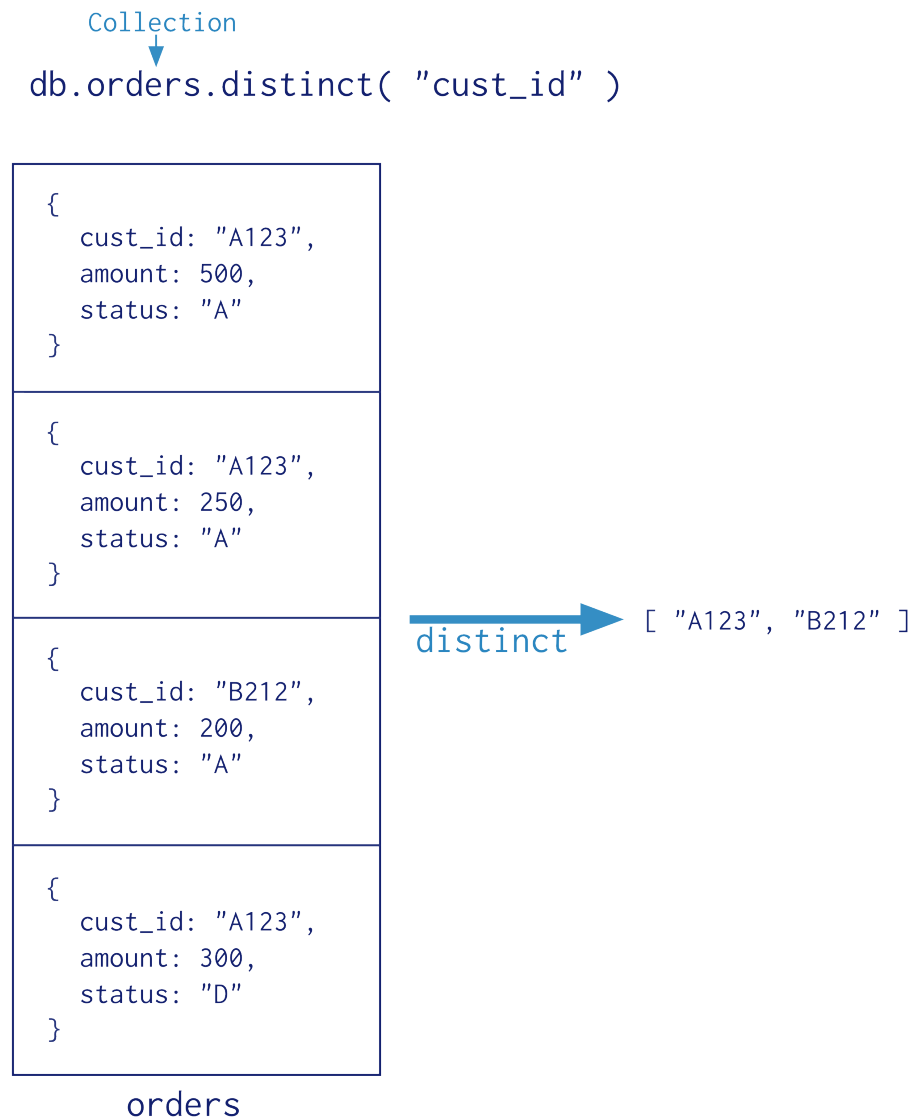 Collection
db.orders.distinct( "cust_id" )
{
cust_id: "A123",
amount: 500,
status: "A"
}
{
cust_id: "A123",
amount: 250,
status: "A"
}
{
cust_id: "B212",
amount: 200,
status: "A"
}
{
cust_id: "A123",
amount: 300,
status: "D"
}
orders
distinct
[ "A123", "B212" ]